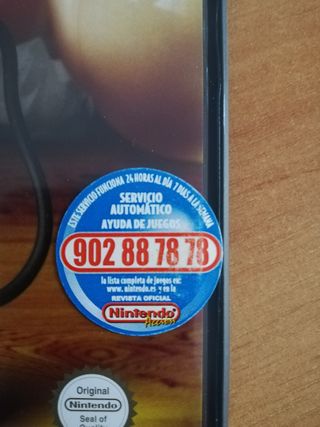 ESTE SERVICIO FUNCIONA 24 HORAS AL DÍA 7 DIAS A LA SEMANA
SERVICIO
AUTOMÁTICO
AYUDA DE JUEGOS
902 88 78 78
la lista completa de juegos en:
www.nintendo.es y en la
REVISTA OFICIAL
Nintendo
Acción
Original
Nintendo
Seal of